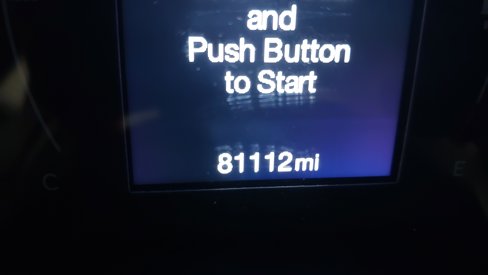 and
Push Button
to Start
81112mi
C
E